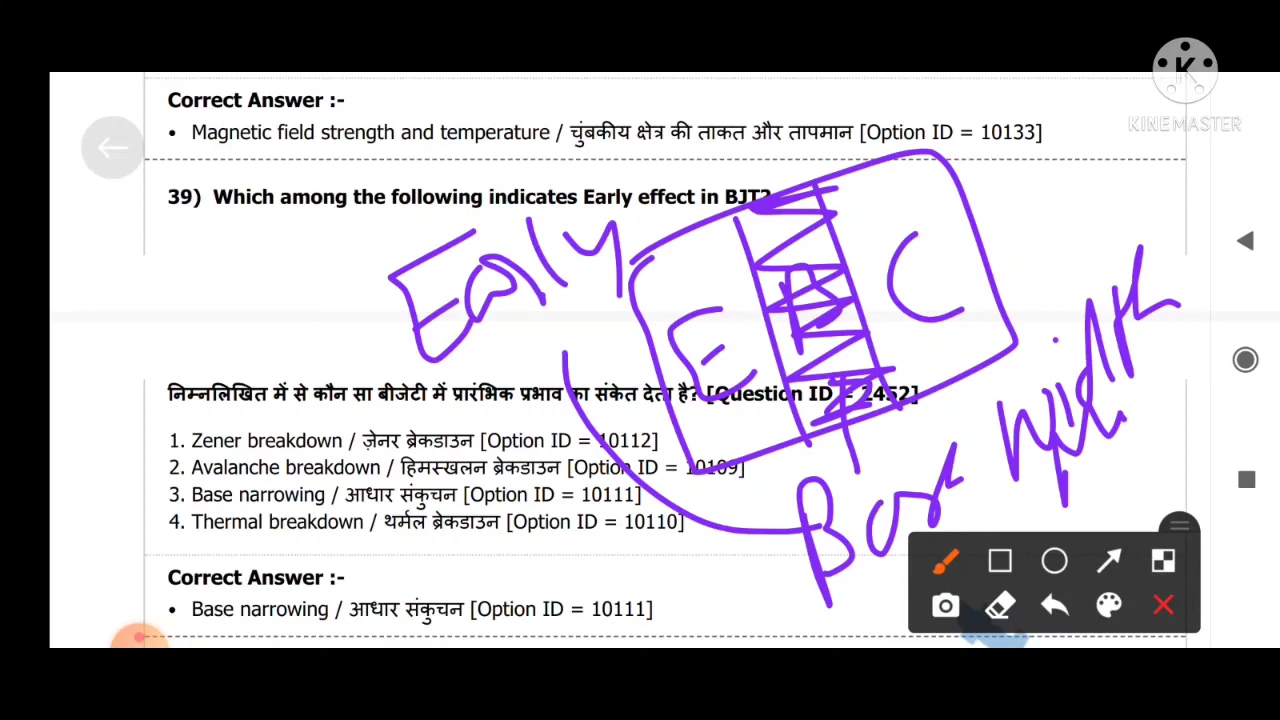 KINEMASTER
Correct Answer :-
• Magnetic field strength and temperature / चुंबकीय क्षेत्र की ताकत और तापमान [Option ID = 10133]
39) Which among the following indicates Early effect in BJT?
Early
E B C
निम्नलिखित में से कौन सा बीजेटी में प्रारंभिक प्रभाव का संकेत देता है? [Question ID = 2452]
1. Zener breakdown / ज़ेनर ब्रेकडाउन [Option ID = 10112]
2. Avalanche breakdown / हिमस्खलन ब्रेकडाउन [Option ID = 10109]
3. Base narrowing / आधार संकुचन [Option ID = 10111]
4. Thermal breakdown / थर्मल ब्रेकडाउन [Option ID = 10110]
Base width
Correct Answer :-
• Base narrowing / आधार संकुचन [Option ID = 10111]